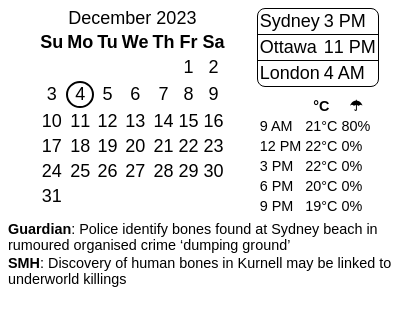 December 2023
Su Mo Tu We Th Fr Sa
1 2
3 4 5 6 7 8 9
10 11 12 13 14 15 16
17 18 19 20 21 22 23
24 25 26 27 28 29 30
31
Sydney 3 PM
Ottawa 11 PM
London 4 AM
°C ☂
9 AM 21°C 80%
12 PM 22°C 0%
3 PM 22°C 0%
6 PM 20°C 0%
9 PM 19°C 0%
Guardian: Police identify bones found at Sydney beach in
rumoured organised crime ‘dumping ground’
SMH: Discovery of human bones in Kurnell may be linked to
underworld killings